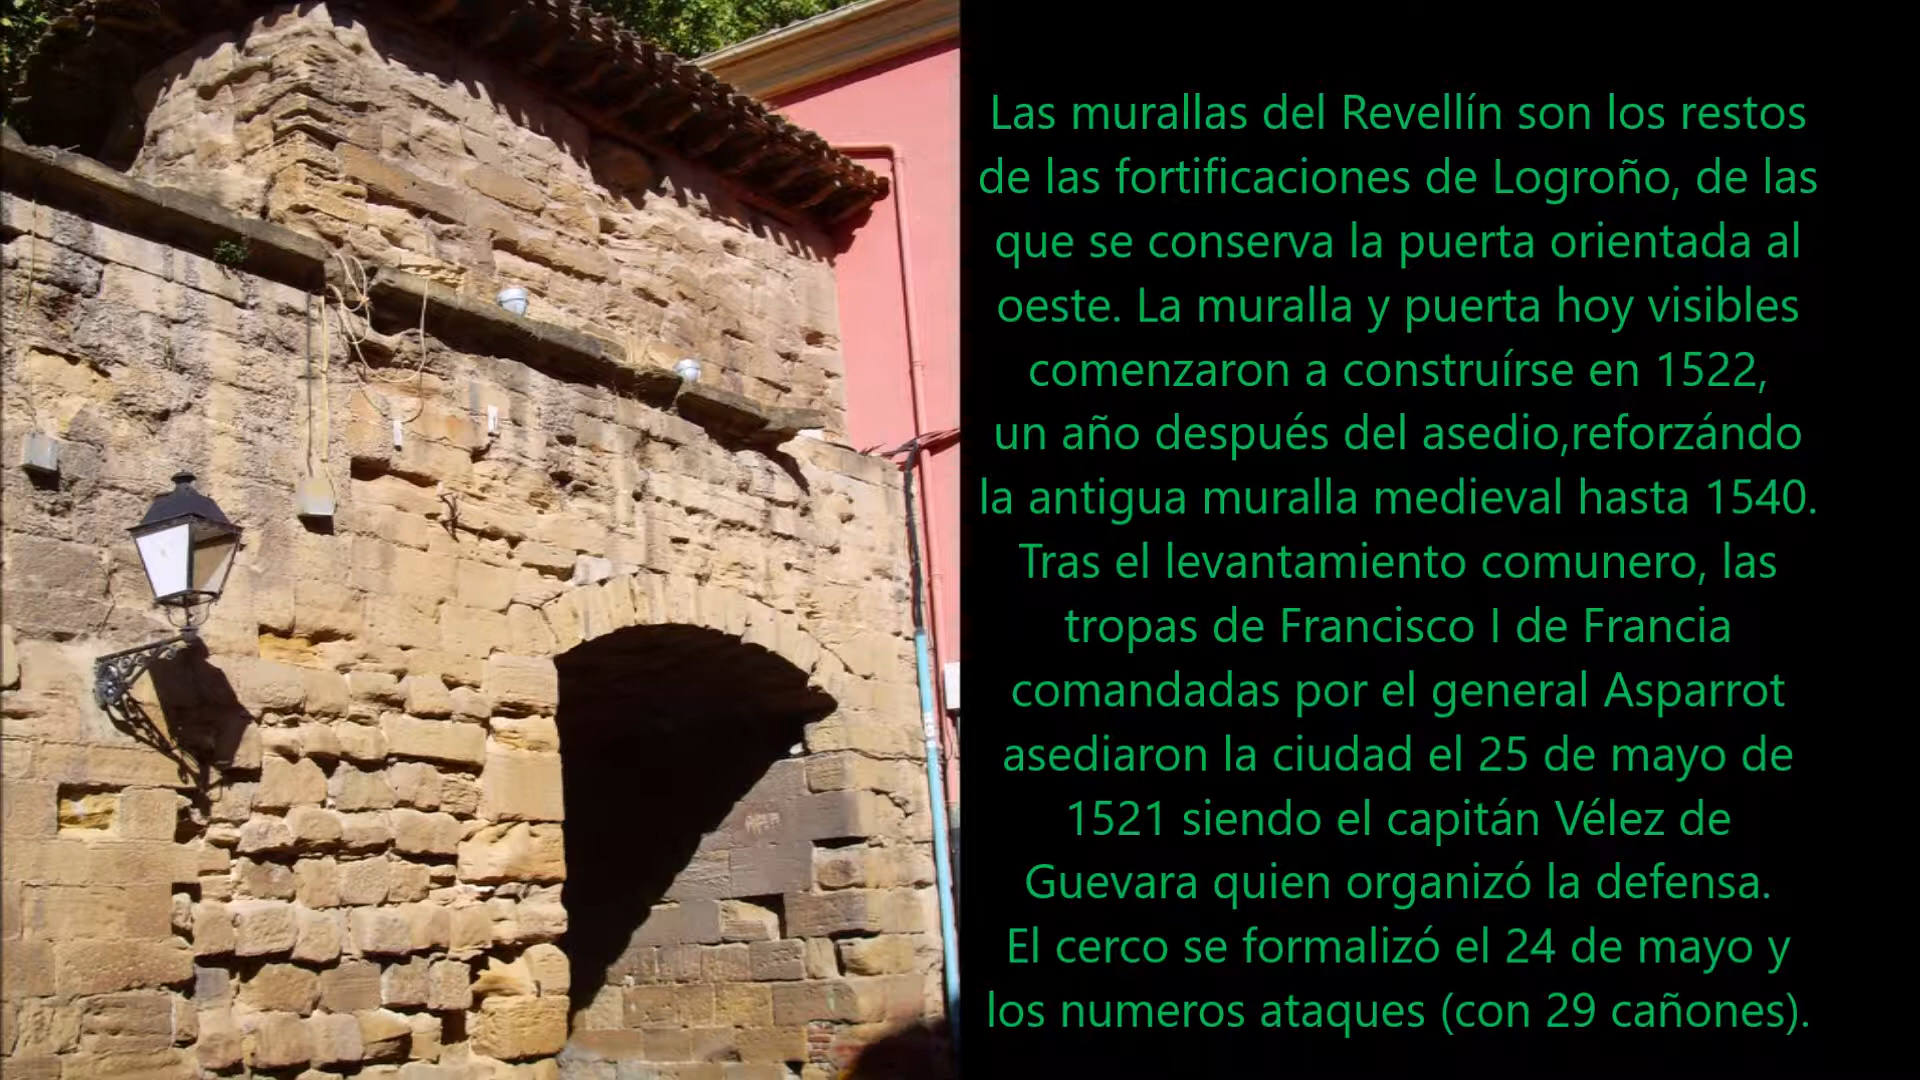 Las murallas del Revellín son los restos
de las fortificaciones de Logroño, de las
que se conserva la puerta orientada al
oeste. La muralla y puerta hoy visibles
comenzaron a construírse en 1522,
un año después del asedio,reforzándo
la antigua muralla medieval hasta 1540.
Tras el levantamiento comunero, las
tropas de Francisco I de Francia
comandadas por el general Asparrot
asediaron la ciudad el 25 de mayo de
1521 siendo el capitán Vélez de
Guevara quien organizó la defensa.
El cerco se formalizó el 24 de mayo y
los numeros ataques (con 29 cañones).